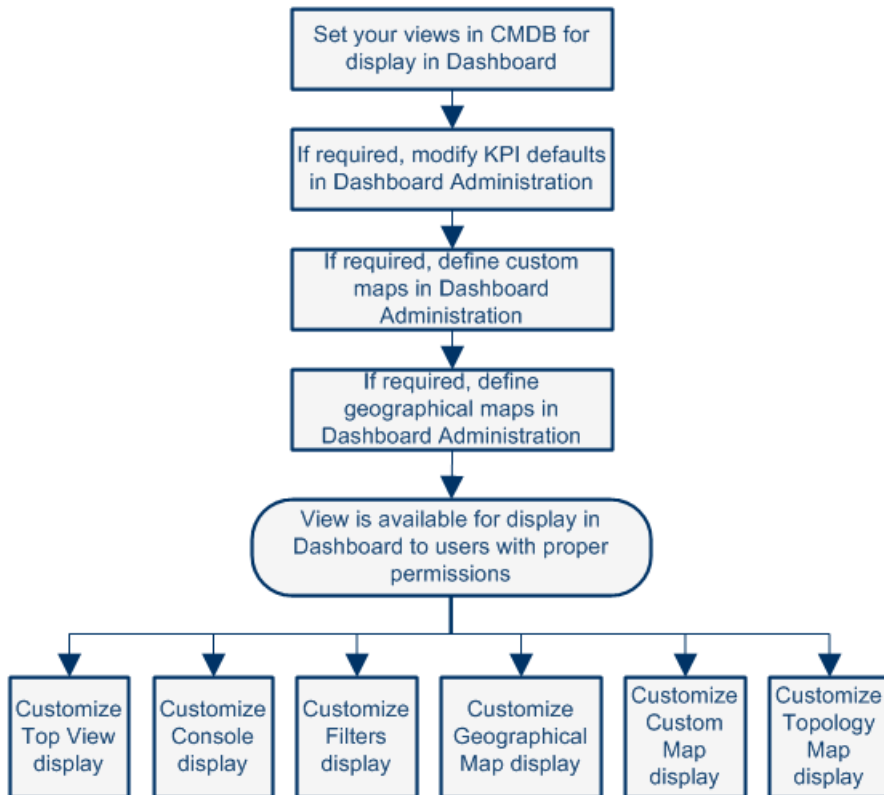 Set your views in CMDB for
display in Dashboard
If required, modify KPI defaults
in Dashboard Administration
If required, define custom
maps in Dashboard
Administration
If required, define
geographical maps in
Dashboard Administration
View is available for display in
Dashboard to users with proper
permissions
Customize
Top View
display
Customize
Console
display
Customize
Filters
display
Customize
Geographical
Map display
Customize
Custom
Map
display
Customize
Topology
Map
display